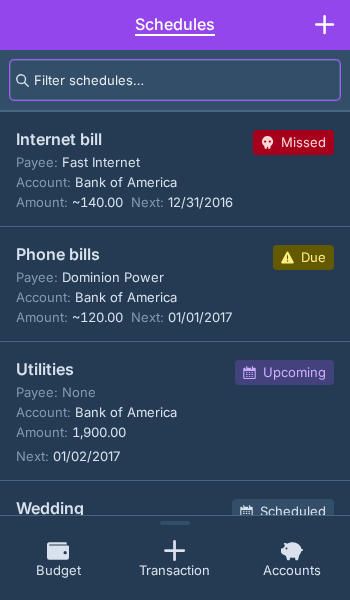 Schedules
Filter schedules…
Internet bill
Missed
Payee: Fast Internet
Account: Bank of America
Amount: ~140.00 Next: 12/31/2016
Phone bills
Due
Payee: Dominion Power
Account: Bank of America
Amount: ~120.00 Next: 01/01/2017
Utilities
Upcoming
Payee: None
Account: Bank of America
Amount: 1,900.00
Next: 01/02/2017
Wedding
Scheduled
Budget
Transaction
Accounts